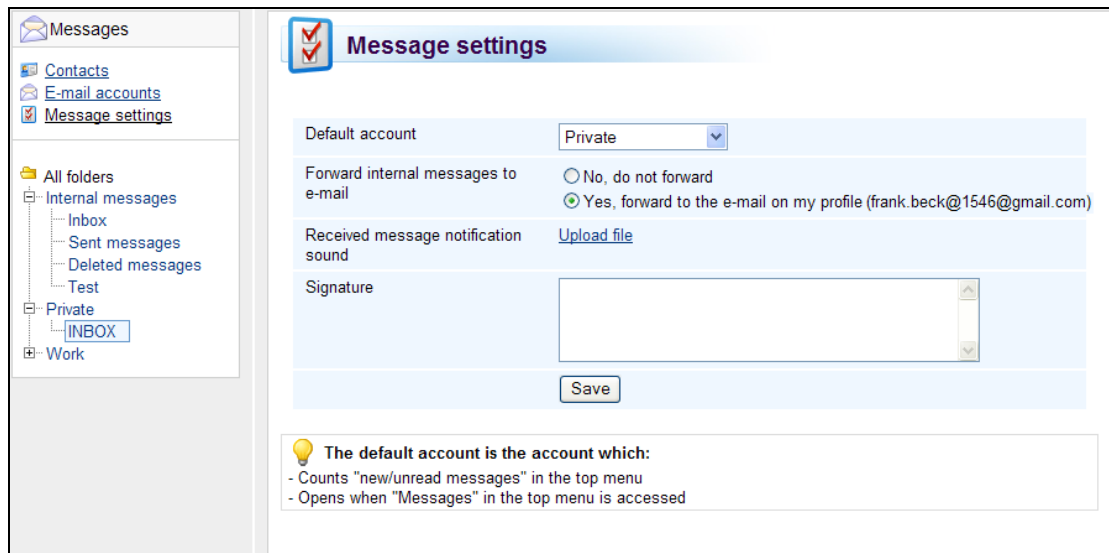 Messages
Contacts
E-mail accounts
Message settings
All folders
Internal messages
Inbox
Sent messages
Deleted messages
Test
Private
INBOX
Work
Message settings
Default account
Private
Forward internal messages to
e-mail
No, do not forward
Yes, forward to the e-mail on my profile (frank.beck@1546@gmail.com)
Received message notification
sound
Upload file
Signature
Save
The default account is the account which:
- Counts "new/unread messages" in the top menu
- Opens when "Messages" in the top menu is accessed